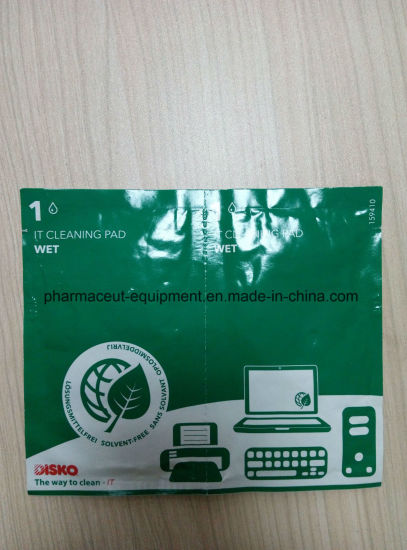 1
IT CLEANING PAD
WET
IT CLEANING PAD
WET
159410
pharmaceut-equipment.en.made-in-china.com
LÖSUNGSMITTELFREI SOLVENT-FREE SANS SOLVANT OPLOSMIDDELVRIJ
DISKO
The way to clean - IT